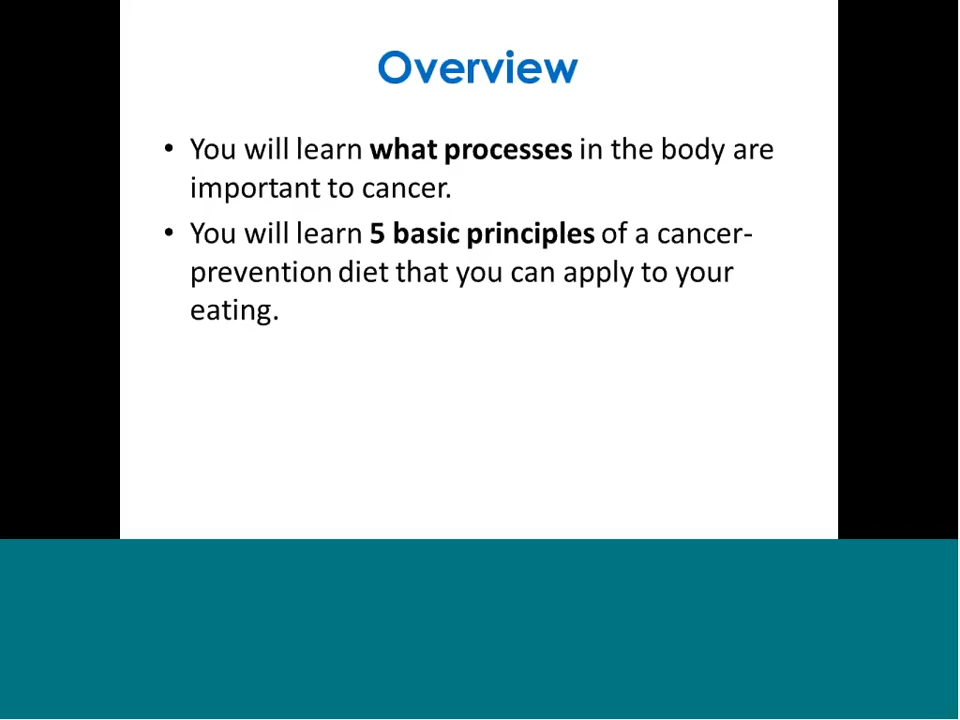 Overview
• You will learn what processes in the body are
important to cancer.
• You will learn 5 basic principles of a cancer-
prevention diet that you can apply to your
eating.